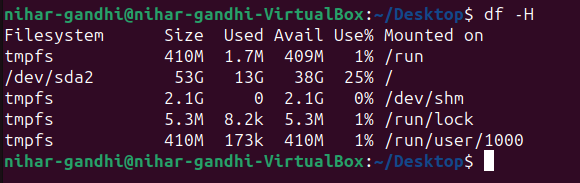 nihar-gandhi@nihar-gandhi-VirtualBox:~/Desktop$ df -H
Filesystem      Size  Used Avail Use% Mounted on
tmpfs           410M  1.7M  409M   1% /run
/dev/sda2        53G   13G   38G  25% /
tmpfs           2.1G     0  2.1G   0% /dev/shm
tmpfs           5.3M  8.2k  5.3M   1% /run/lock
tmpfs           410M  173k  410M   1% /run/user/1000
nihar-gandhi@nihar-gandhi-VirtualBox:~/Desktop$